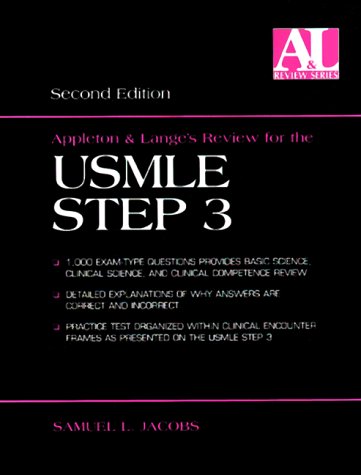 A&L
REVIEW SERIES
Second Edition
Appleton & Lange's Review for the
USMLE
STEP 3
1,000 EXAM-TYPE QUESTIONS PROVIDES BASIC SCIENCE,
CLINICAL SCIENCE, AND CLINICAL COMPETENCE REVIEW
DETAILED EXPLANATIONS OF WHY ANSWERS ARE
CORRECT AND INCORRECT
PRACTICE TEST ORGANIZED WITHIN CLINICAL ENCOUNTER
FRAMES AS PRESENTED ON THE USMLE STEP 3
SAMUEL L. JACOBS